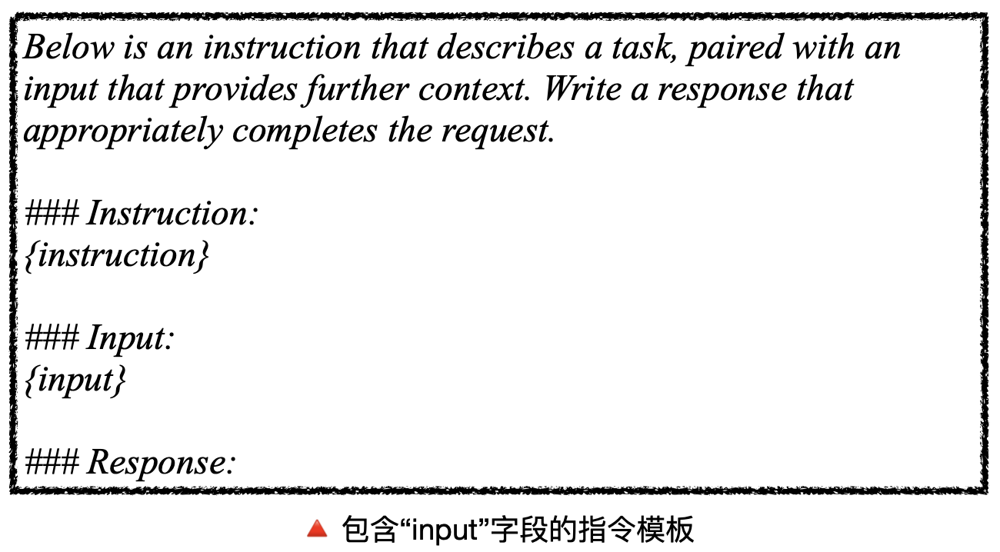 Below is an instruction that describes a task, paired with an
input that provides further context. Write a response that
appropriately completes the request.
### Instruction:
{instruction}
### Input:
{input}
### Response:
🔺 包含“input”字段的指令模板